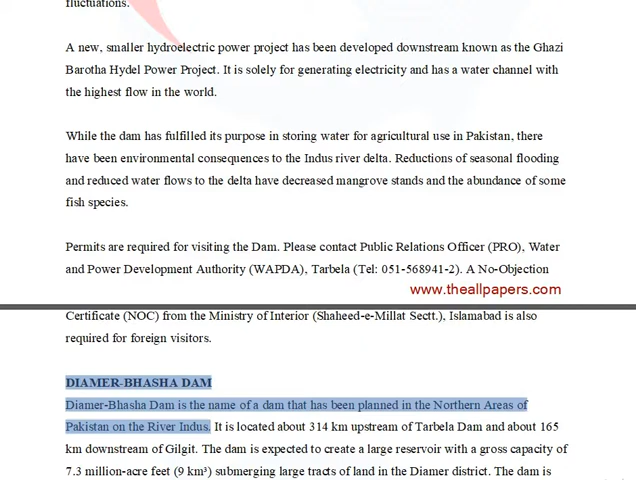 fluctuations.
A new, smaller hydroelectric power project has been developed downstream known as the Ghazi
Barotha Hydel Power Project. It is solely for generating electricity and has a water channel with
the highest flow in the world.
While the dam has fulfilled its purpose in storing water for agricultural use in Pakistan, there
have been environmental consequences to the Indus river delta. Reductions of seasonal flooding
and reduced water flows to the delta have decreased mangrove stands and the abundance of some
fish species.
Permits are required for visiting the Dam. Please contact Public Relations Officer (PRO), Water
and Power Development Authority (WAPDA), Tarbela (Tel: 051-568941-2). A No-Objection
www.theallpapers.com
Certificate (NOC) from the Ministry of Interior (Shaheed-e-Millat Sectt.), Islamabad is also
required for foreign visitors.
DIAMER-BHASHA DAM
Diamer-Bhasha Dam is the name of a dam that has been planned in the Northern Areas of
Pakistan on the River Indus. It is located about 314 km upstream of Tarbela Dam and about 165
km downstream of Gilgit. The dam is expected to create a large reservoir with a gross capacity of
7.3 million-acre feet (9 km³) submerging large tracts of land in the Diamer district. The dam is